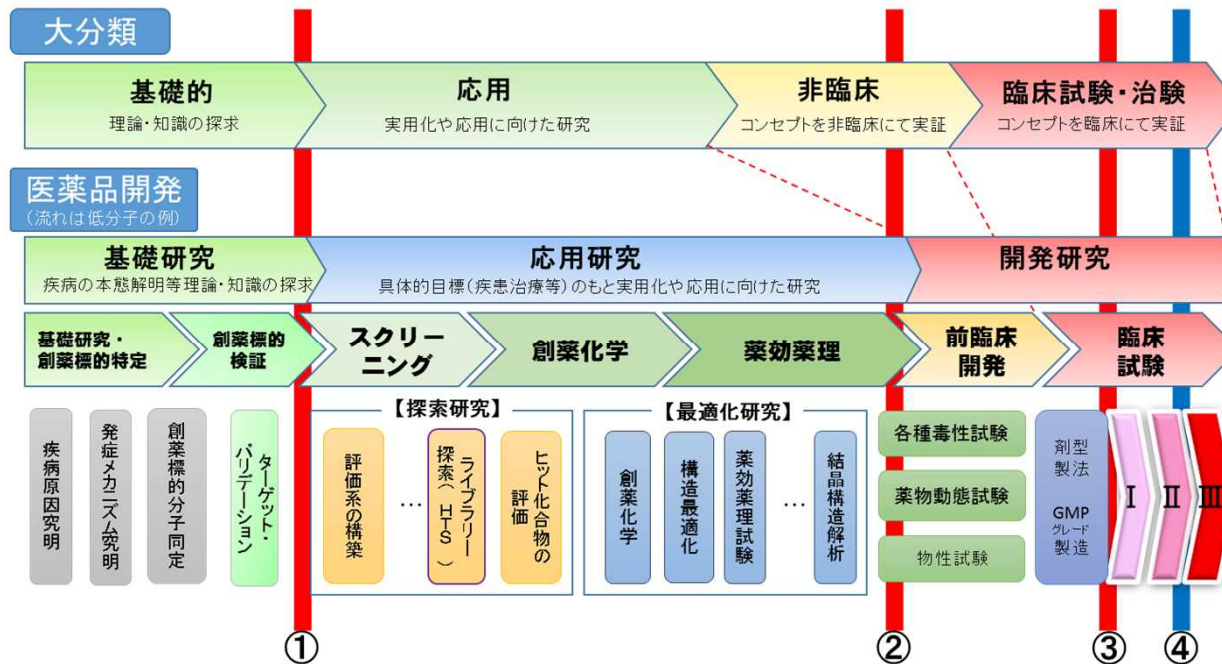 大分類
基礎的
理論・知識の探求
応用
実用化や応用に向けた研究
非臨床
コンセプトを非臨床にて実証
臨床試験・治験
コンセプトを臨床にて実証
医薬品開発
(流れは低分子の例)
基礎研究
疾病の本態解明等理論・知識の探求
応用研究
具体的目標(疾患治療等)のもと実用化や応用に向けた研究
開発研究
基礎研究・
創薬標的特定
創薬標的
検証
スクリー
ニング
創薬化学
薬効薬理
前臨床
開発
臨床
試験
疾病原因究明
発症メカニズム究明
創薬標的分子同定
ターゲット・
バリデーション
【探索研究】
評価系の構築
…
ライブラリー
探索(HTS)
ヒット化合物の
評価
【最適化研究】
創薬化学
構造最適化
薬効薬理試験
…
結晶構造解析
各種毒性試験
薬物動態試験
物性試験
剤型
製法
GMP
グレード
製造
Ⅰ
Ⅱ
Ⅲ
①
②
③
④